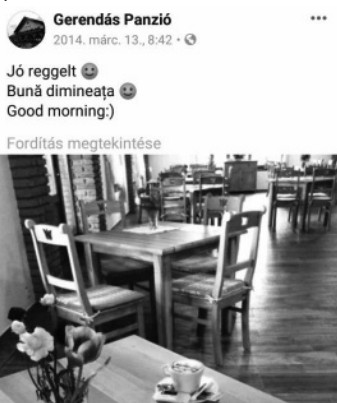 Gerendás Panzió
2014. márc. 13., 8:42 •
Jó reggelt
Bună dimineața
Good morning:)
Fordítás megtekintése